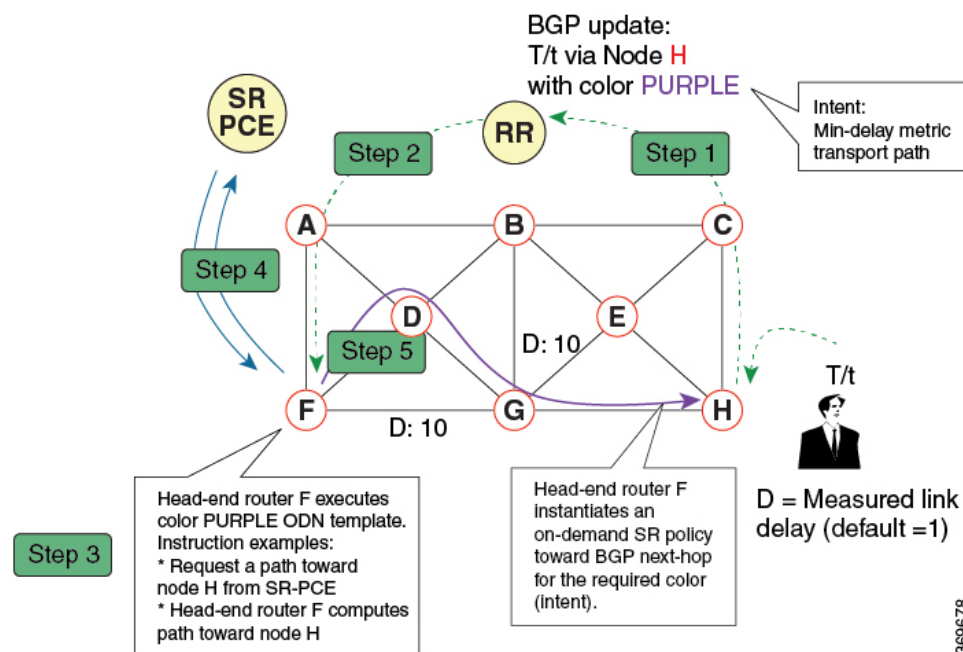 BGP update:
T/t via Node H
with color PURPLE
SR
PCE
RR
Intent:
Min-delay metric
transport path
Step 2
Step 1
A
B
C
Step 4
D
E
Step 5
D: 10
T/t
F
G
H
D: 10
Head-end router F executes
color PURPLE ODN template.
Instruction examples:
* Request a path toward
node H from SR-PCE
* Head-end router F computes
path toward node H
Head-end router F
instantiates an
on-demand SR policy
toward BGP next-hop
for the required color
(intent).
D = Measured link
delay (default =1)
Step 3
369678